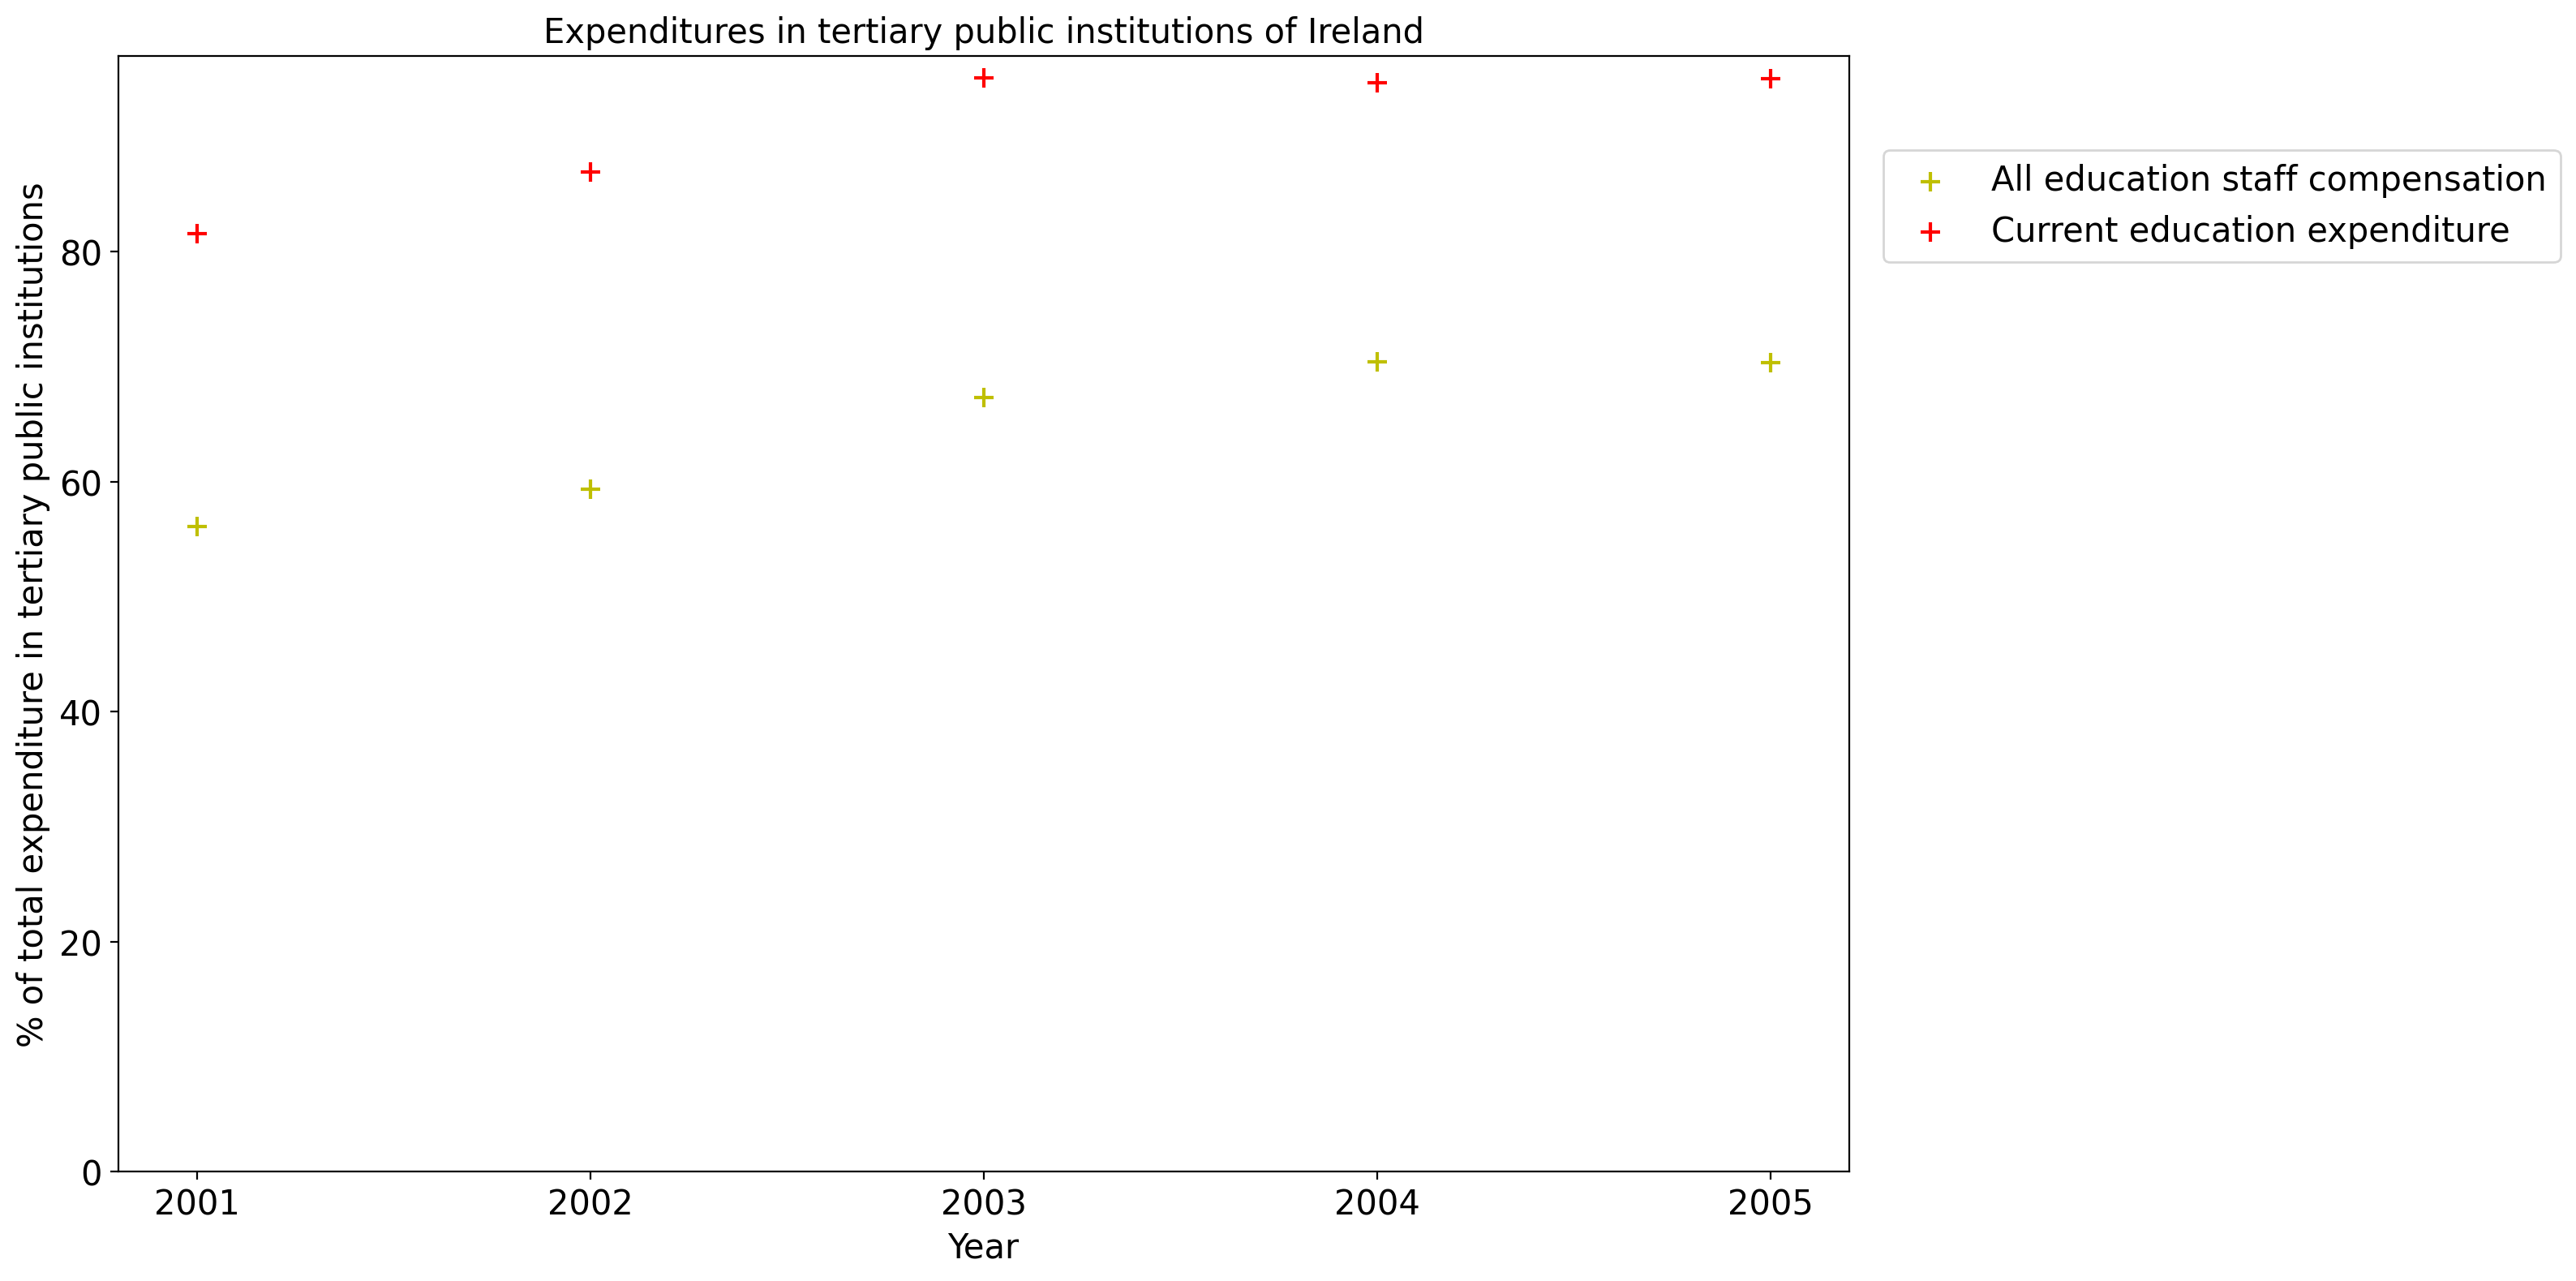 Expenditures in tertiary public institutions of Ireland
% of total expenditure in tertiary public institutions
80
60
40
20
0
2001 2002 2003 2004 2005
Year
All education staff compensation
Current education expenditure